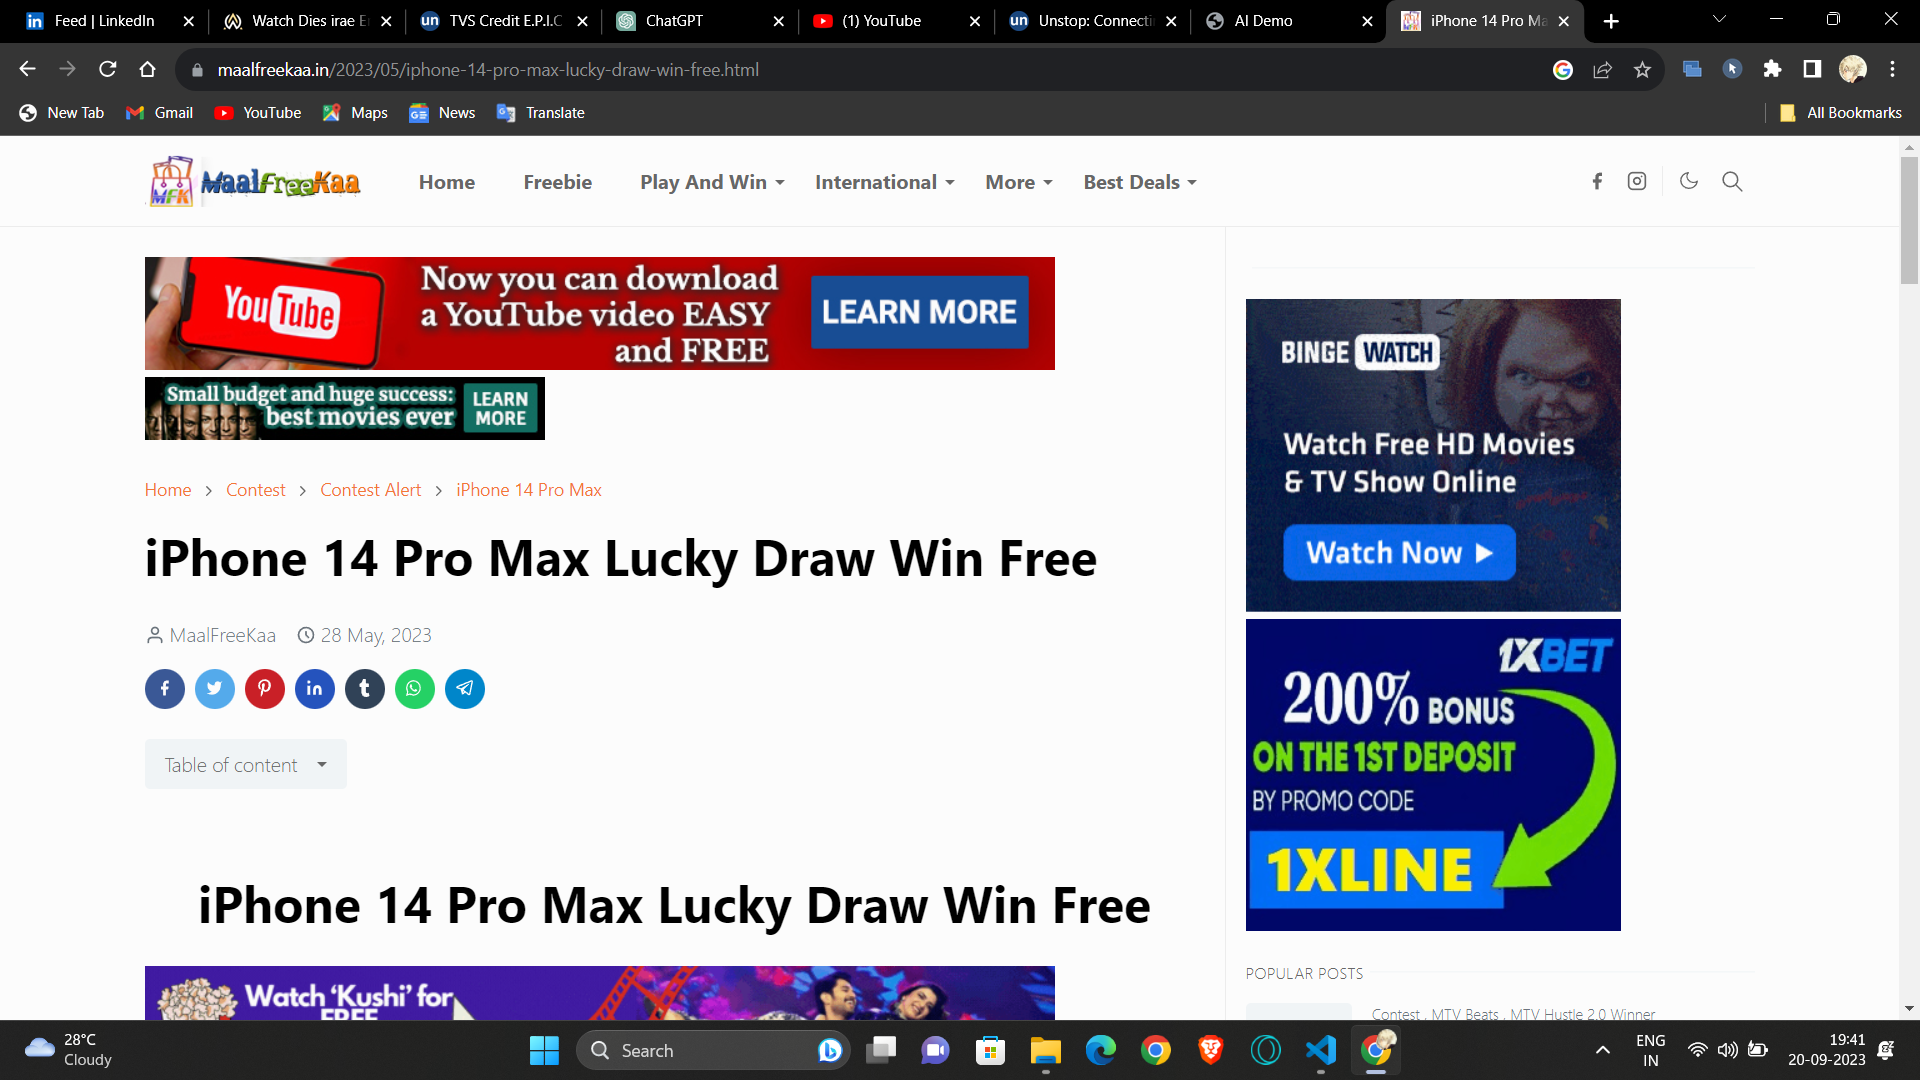 Feed | LinkedIn
Watch Dies irae E
TVS Credit E.P.I.C
ChatGPT
(1) YouTube
Unstop: Connecti
AI Demo
iPhone 14 Pro Ma
maalfreekaa.in/2023/05/iphone-14-pro-max-lucky-draw-win-free.html
New Tab
Gmail
YouTube
Maps
News
Translate
All Bookmarks
MFK
MaalFreeKaa
Home
Freebie
Play And Win
International
More
Best Deals
YouTube
Now you can download
a YouTube video EASY
and FREE
LEARN MORE
Small budget and huge success:
best movies ever
LEARN
MORE
Home > Contest > Contest Alert > iPhone 14 Pro Max
iPhone 14 Pro Max Lucky Draw Win Free
MaalFreeKaa 28 May, 2023
Table of content
iPhone 14 Pro Max Lucky Draw Win Free
Watch 'Kushi' for
FREE
BINGE WATCH
Watch Free HD Movies
& TV Show Online
Watch Now
1XBET
200% BONUS
ON THE 1ST DEPOSIT
BY PROMO CODE
1XLINE
POPULAR POSTS
Contest . MTV Beats . MTV Hustle 2.0 Winner
28°C
Cloudy
Search
ENG
IN
19:41
20-09-2023